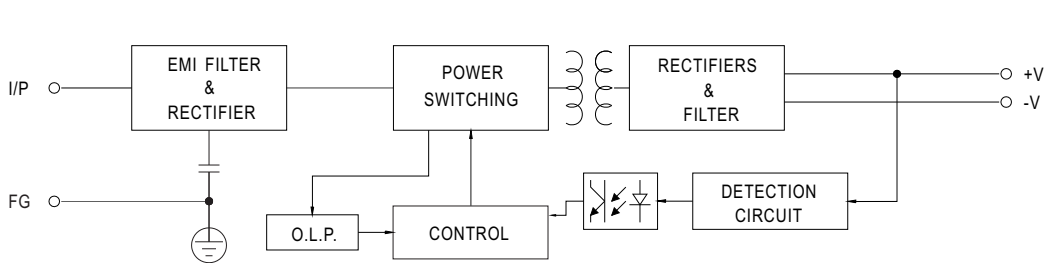 I/P
EMI FILTER
&
RECTIFIER
POWER
SWITCHING
RECTIFIERS
&
FILTER
+V
-V
FG
O.L.P.
CONTROL
DETECTION
CIRCUIT